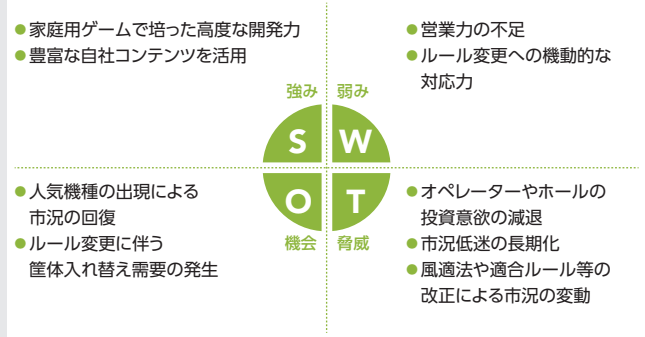 ●家庭用ゲームで培った高度な開発力
●豊富な自社コンテンツを活用
●営業力の不足
●ルール変更への機動的な
対応力
強み
弱み
S
W
O
T
機会
脅威
●人気機種の出現による
市況の回復
●ルール変更に伴う
筐体入れ替え需要の発生
●オペレーターやホールの
投資意欲の減退
●市況低迷の長期化
●風適法や適合ルール等の
改正による市況の変動